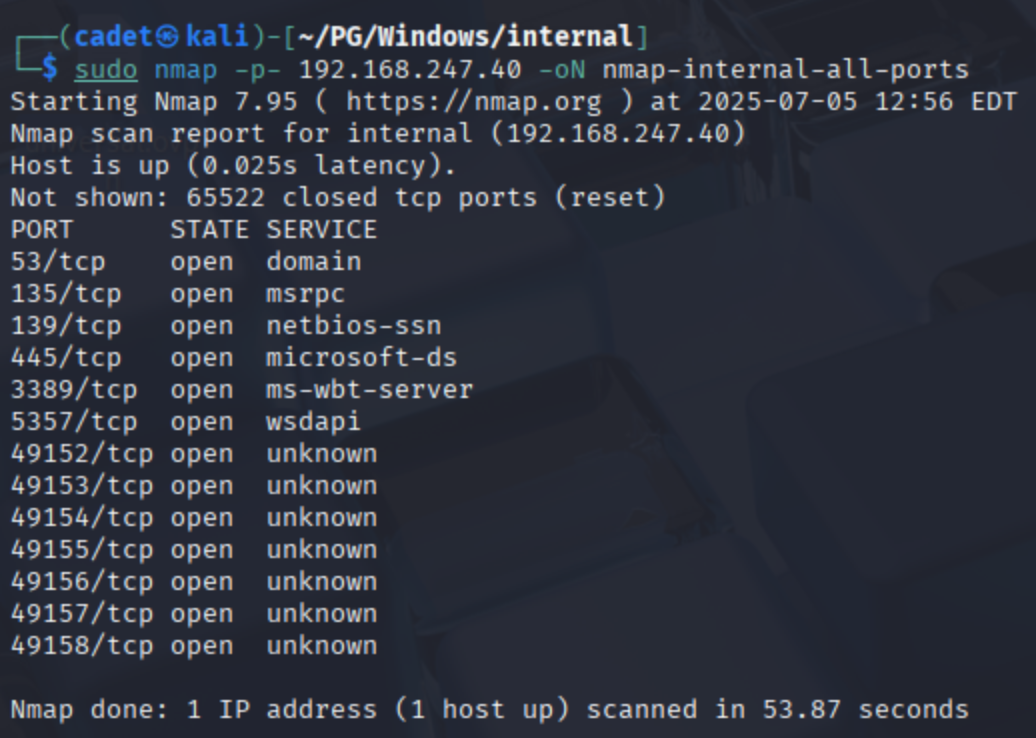 ┌──(cadet㉿kali)-[~/PG/Windows/internal]
└─$ sudo nmap -p- 192.168.247.40 -oN nmap-internal-all-ports
Starting Nmap 7.95 ( https://nmap.org ) at 2025-07-05 12:56 EDT
Nmap scan report for internal (192.168.247.40)
Host is up (0.025s latency).
Not shown: 65522 closed tcp ports (reset)
PORT      STATE SERVICE
53/tcp    open  domain
135/tcp   open  msrpc
139/tcp   open  netbios-ssn
445/tcp   open  microsoft-ds
3389/tcp  open  ms-wbt-server
5357/tcp  open  wsdapi
49152/tcp open  unknown
49153/tcp open  unknown
49154/tcp open  unknown
49155/tcp open  unknown
49156/tcp open  unknown
49157/tcp open  unknown
49158/tcp open  unknown

Nmap done: 1 IP address (1 host up) scanned in 53.87 seconds